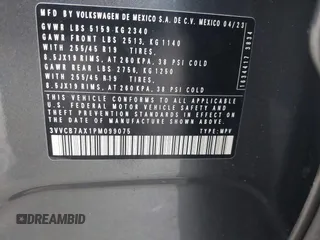 MFD BY VOLKSWAGEN DE MEXICO S.A. DE C.V. MEXICO 04/23
GVWR LBS 5159 KG 2340
GAWR FRONT LBS 2513, KG 1140
WITH 255/45 R19 TIRES,
8.5JX19 RIMS, AT 260 KPA, 38 PSI COLD
GAWR REAR LBS 2756, KG 1250
WITH 255/45 R19 TIRES,
8.5JX19 RIMS, AT 260 KPA, 38 PSI COLD
THIS VEHICLE CONFORMS TO ALL APPLICABLE
FEDERAL MOTOR VEHICLE SAFETY STANDARDS
IN EFFECT ON THE DATE OF MANUFACTURE
SHOWN ABOVE.
3VVCB7AX1PM099075 TYPE: MPV
DREAMBID